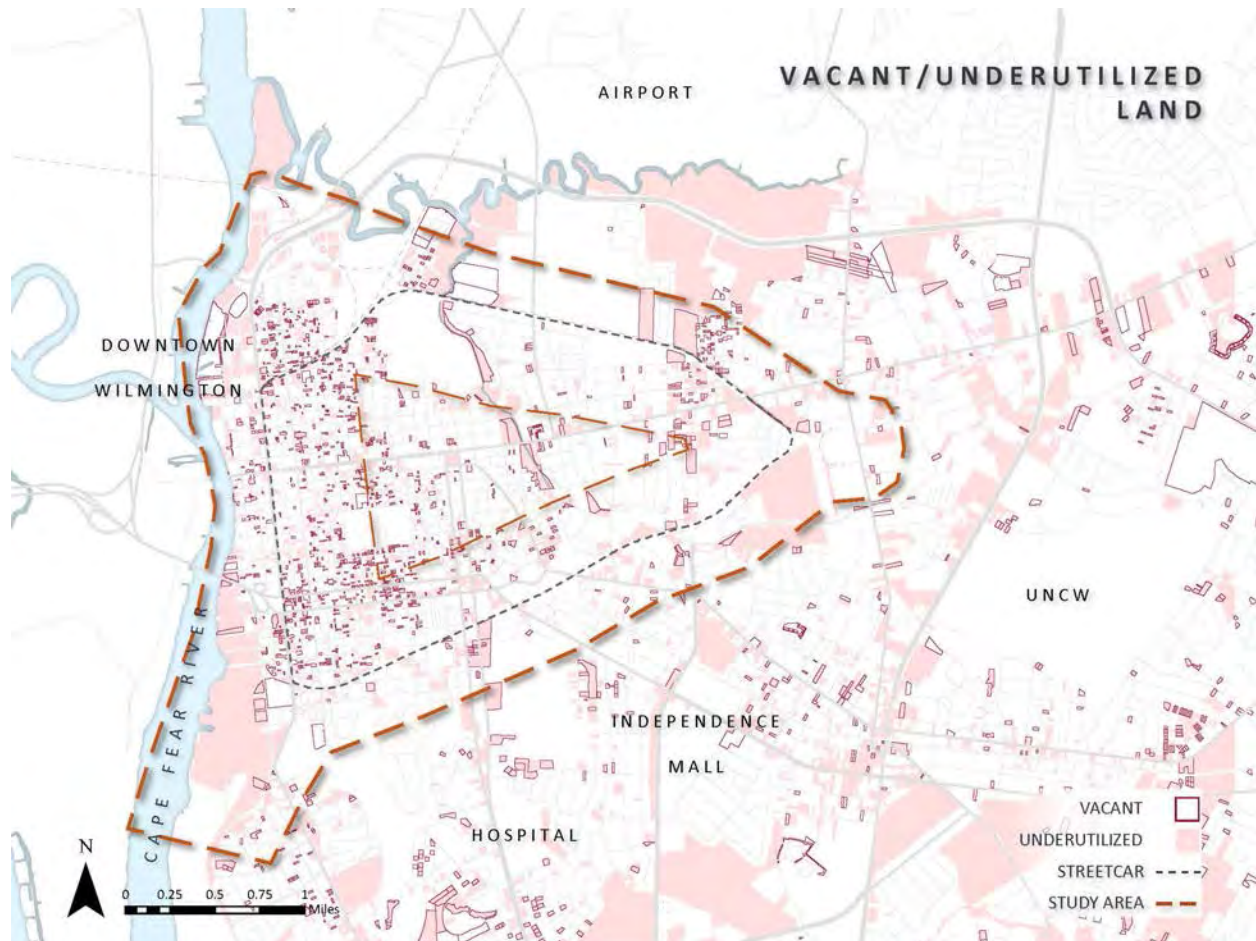 VACANT/UNDERUTILIZED
LAND
AIRPORT
DOWNTOWN
WILMINGTON
CAPE FEAR RIVER
UNCW
INDEPENDENCE
MALL
HOSPITAL
N
0 0.25 0.5 0.75 1
Miles
VACANT
UNDERUTILIZED
STREETCAR
STUDY AREA